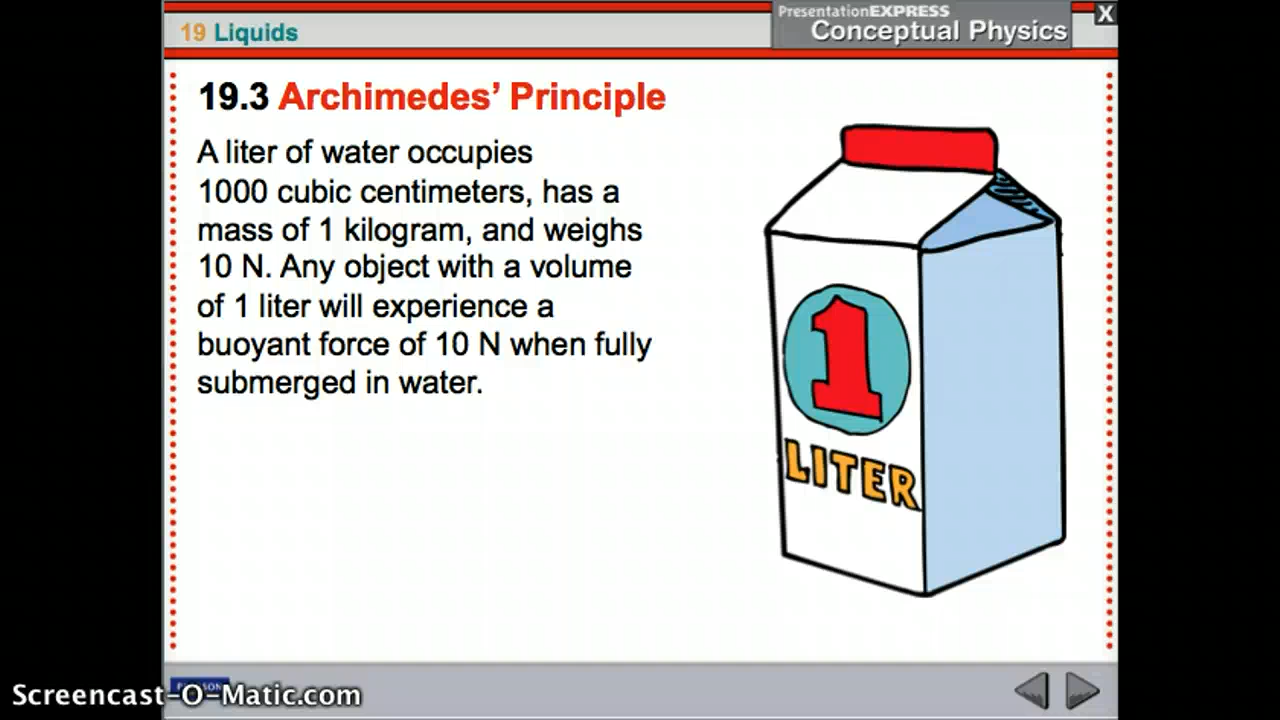 19 Liquids
PresentationEXPRESS
Conceptual Physics
X
19.3 Archimedes’ Principle
A liter of water occupies
1000 cubic centimeters, has a
mass of 1 kilogram, and weighs
10 N. Any object with a volume
of 1 liter will experience a
buoyant force of 10 N when fully
submerged in water.
1
LITER
Screencast-O-Matic.com